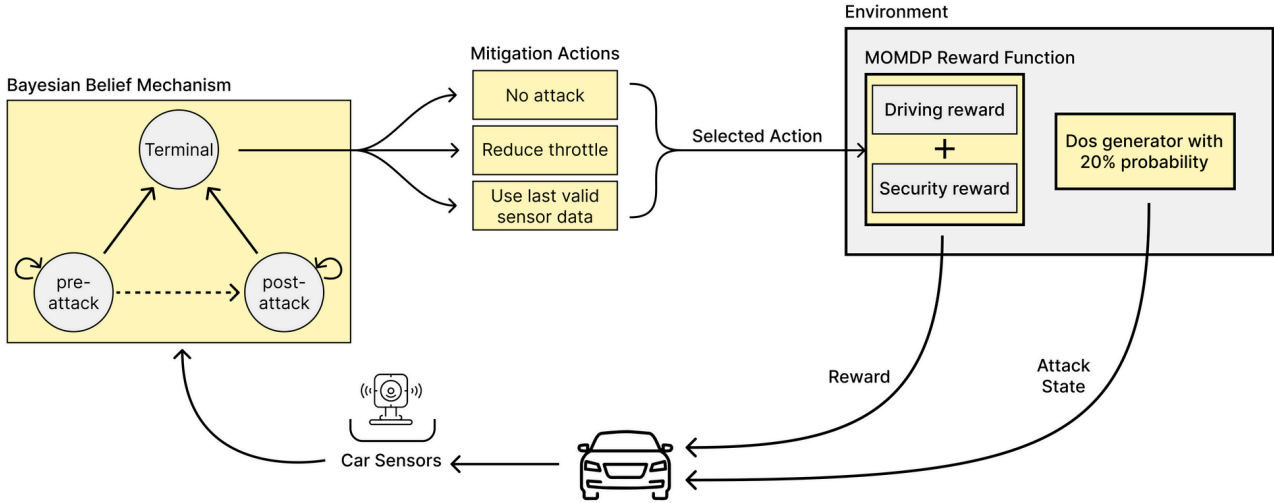 Environment
Mitigation Actions
MOMDP Reward Function
Bayesian Belief Mechanism
No attack
Driving reward
Terminal
Reduce throttle
Selected Action
+
Dos generator with
20% probability
Security reward
Use last valid
sensor data
pre-
attack
post-
attack
Reward
Attack
State
Car Sensors